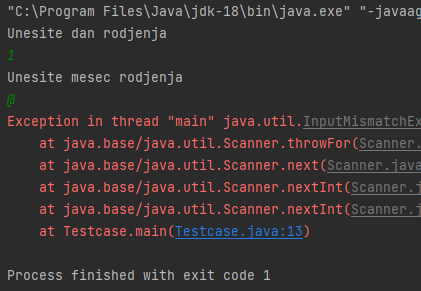 "C:\Program Files\Java\jdk-18\bin\java.exe" "-javaag
Unesite dan rodjenja
1
Unesite mesec rodjenja
@
Exception in thread "main" java.util.InputMismatchEx
at java.base/java.util.Scanner.throwFor(Scanner.
at java.base/java.util.Scanner.next(Scanner.java
at java.base/java.util.Scanner.nextInt(Scanner.j
at java.base/java.util.Scanner.nextInt(Scanner.j
at Testcase.main(Testcase.java:13)
Process finished with exit code 1